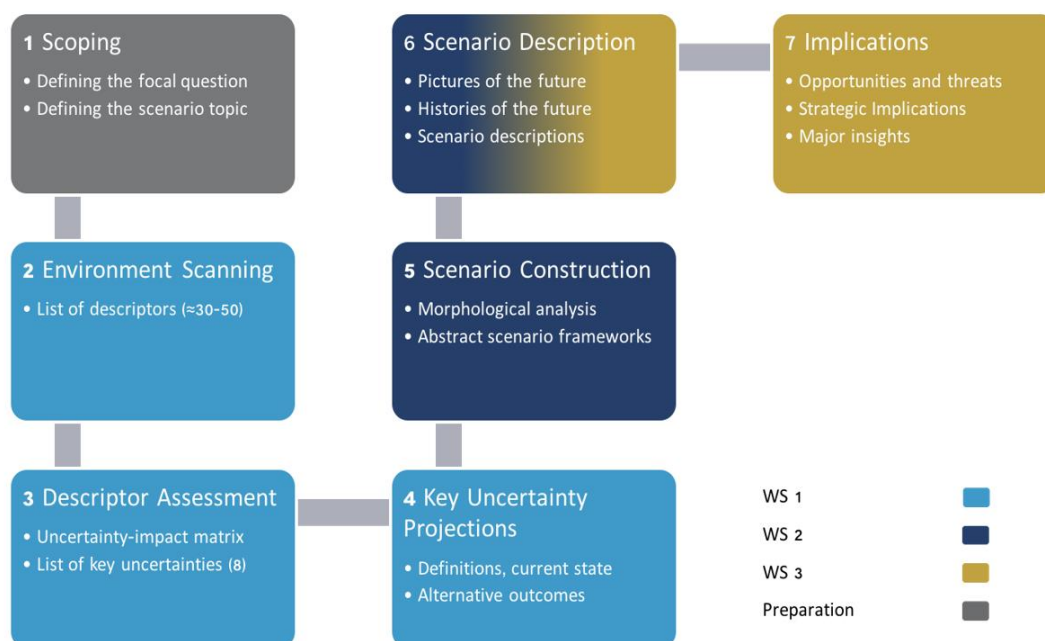 1 Scoping
• Defining the focal question
• Defining the scenario topic
2 Environment Scanning
• List of descriptors (≈30-50)
3 Descriptor Assessment
• Uncertainty-impact matrix
• List of key uncertainties (8)
4 Key Uncertainty
Projections
• Definitions, current state
• Alternative outcomes
5 Scenario Construction
• Morphological analysis
• Abstract scenario frameworks
6 Scenario Description
• Pictures of the future
• Histories of the future
• Scenario descriptions
7 Implications
• Opportunities and threats
• Strategic Implications
• Major insights
WS 1
WS 2
WS 3
Preparation